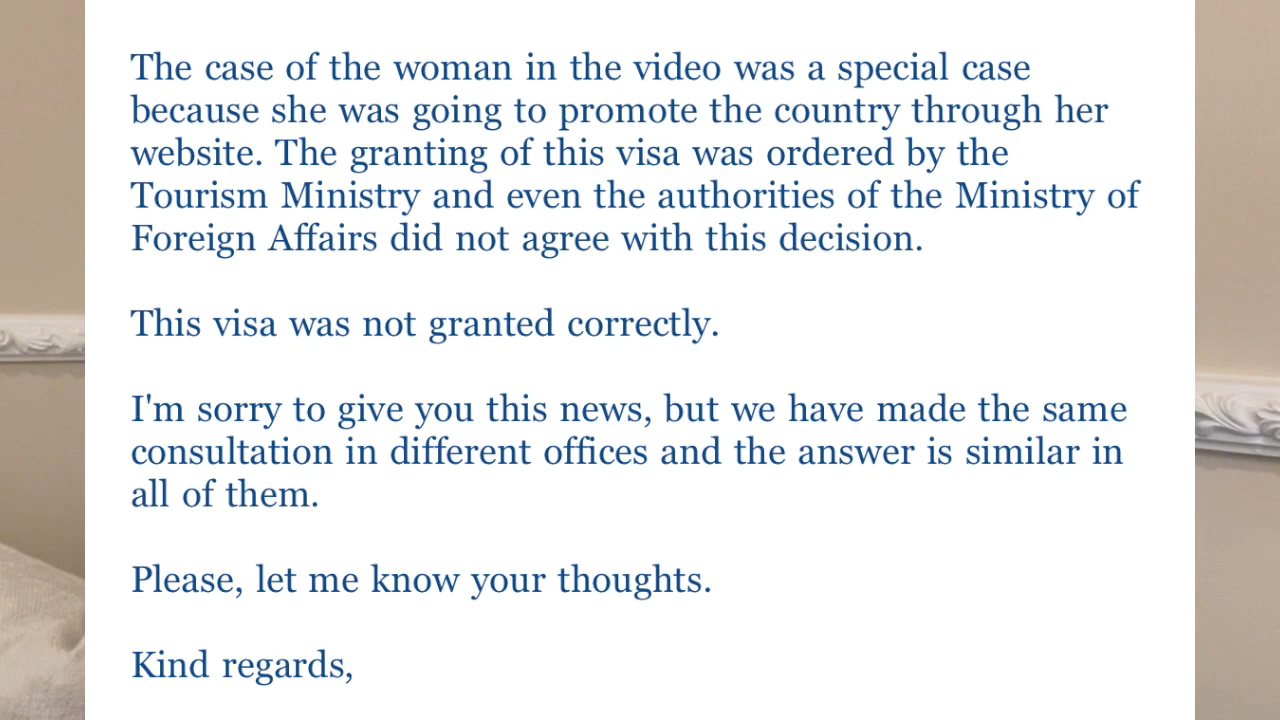 The case of the woman in the video was a special case
because she was going to promote the country through her
website. The granting of this visa was ordered by the
Tourism Ministry and even the authorities of the Ministry of
Foreign Affairs did not agree with this decision.
This visa was not granted correctly.
I'm sorry to give you this news, but we have made the same
consultation in different offices and the answer is similar in
all of them.
Please, let me know your thoughts.
Kind regards,